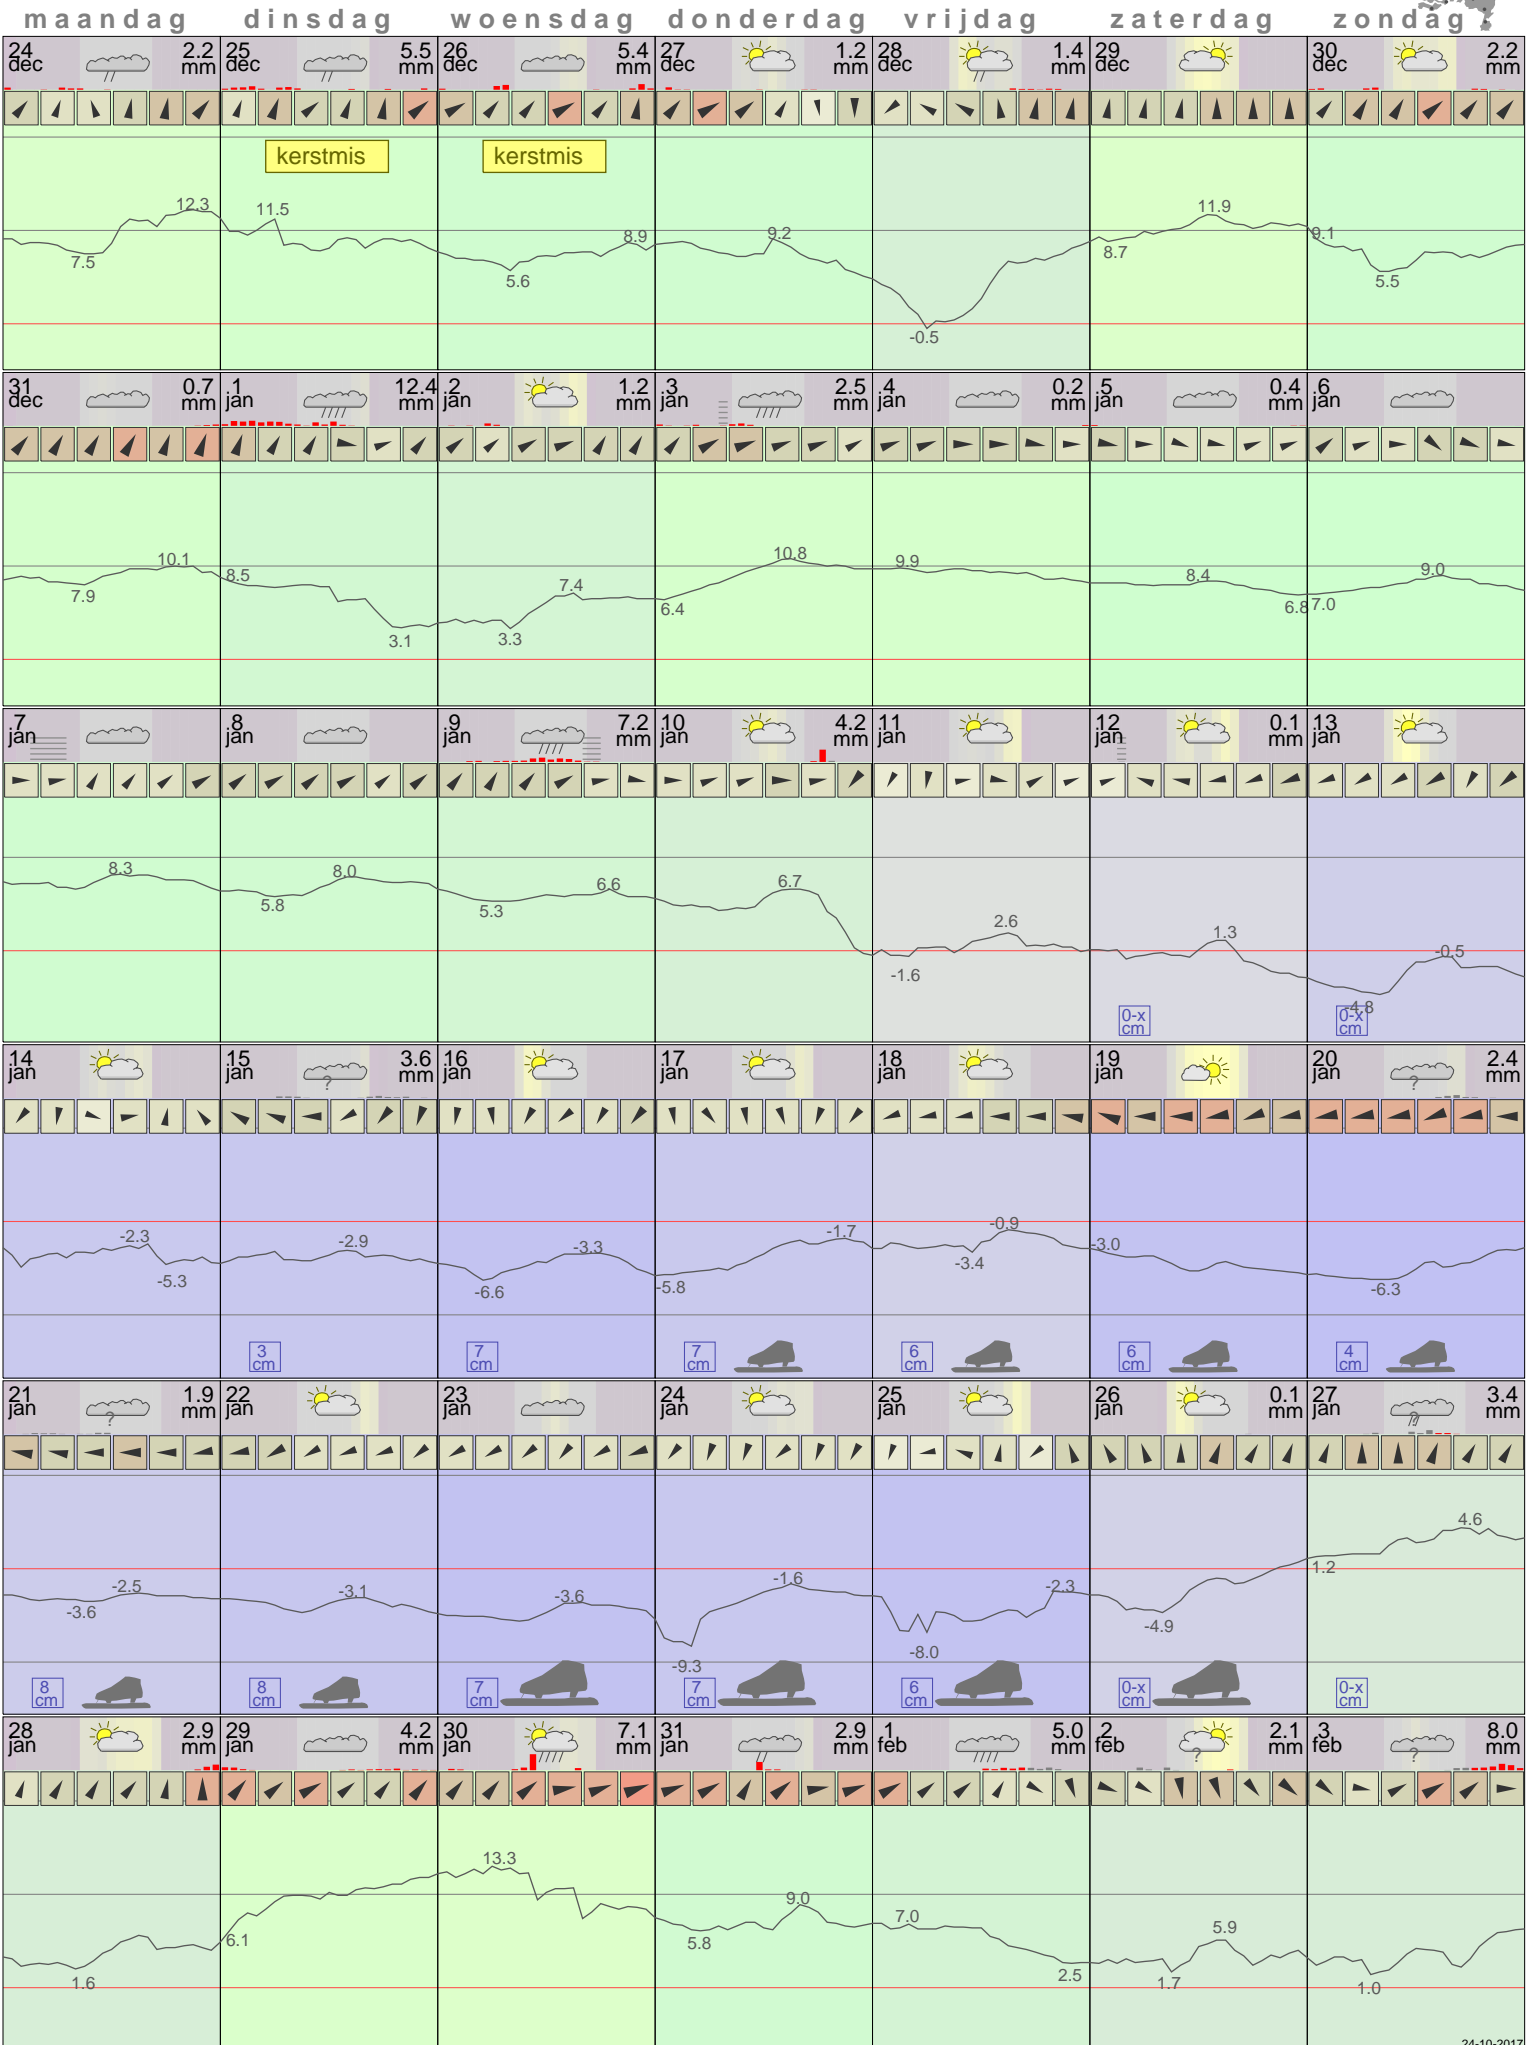 maandag dinsdag woensdag donderdag vrijdag zaterdag zondag
24 dec 2.2 mm 25 dec 5.5 mm 26 dec 5.4 mm 27 dec 1.2 mm 28 dec 1.4 mm 29 dec 30 dec 2.2 mm
kerstmis kerstmis
12.3 7.5 11.5 5.6 8.9 9.2 -0.5 8.7 11.9 9.1 5.5
31 dec 0.7 mm 1 jan 12.4 mm 2 jan 1.2 mm 3 jan 2.5 mm 4 jan 0.2 mm 5 jan 0.4 mm 6 jan
7.9 10.1 8.5 3.1 3.3 7.4 6.4 10.8 9.9 8.4 6.8 7.0 9.0
7 jan 8 jan 9 jan 7.2 mm 10 jan 4.2 mm 11 jan 12 jan 0.1 mm 13 jan
8.3 5.8 8.0 5.3 6.6 6.7 -1.6 2.6 1.3 -4.8 -0.5
0-x cm 0-x cm
14 jan 15 jan 3.6 mm 16 jan 17 jan 18 jan 19 jan 20 jan 2.4 mm
? ?
-2.3 -5.3 -2.9 -6.6 -3.3 -5.8 -1.7 -3.4 -0.9 -3.0 -6.3
3 cm 7 cm 7 cm 6 cm 6 cm 4 cm
21 jan 1.9 mm 22 jan 23 jan 24 jan 25 jan 26 jan 0.1 mm 27 jan 3.4 mm
? ?
-3.6 -2.5 -3.1 -3.6 -9.3 -1.6 -8.0 -2.3 -4.9 1.2 4.6
8 cm 8 cm 7 cm 7 cm 6 cm 0-x cm 0-x cm
28 jan 2.9 mm 29 jan 4.2 mm 30 jan 7.1 mm 31 jan 2.9 mm 1 feb 5.0 mm 2 feb 2.1 mm 3 feb 8.0 mm
? ?
1.6 6.1 13.3 5.8 9.0 7.0 2.5 1.7 5.9 1.0
24-10-2017